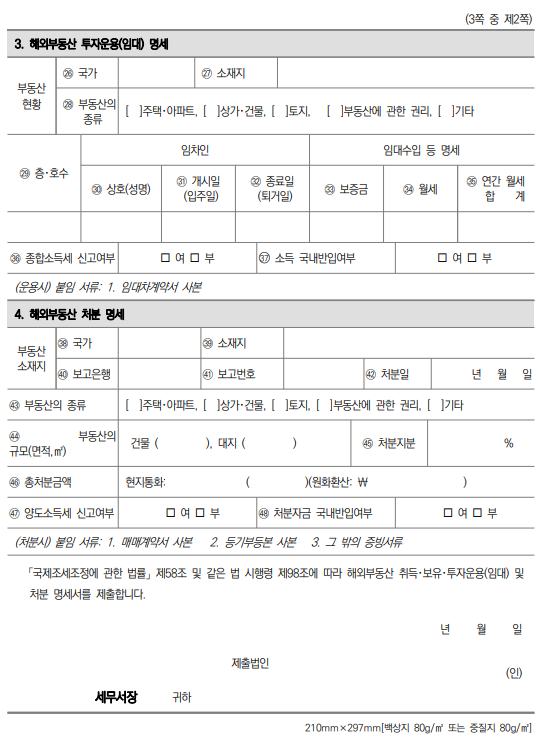 (3쪽 중 제2쪽)
3. 해외부동산 투자운용(임대) 명세
부동산 현황
㉖ 국가
㉗ 소재지
㉘ 부동산의 종류
[ ]주택·아파트, [ ]상가·건물, [ ]토지, [ ]부동산에 관한 권리, [ ]기타
㉙ 층·호수
임차인
임대수입 등 명세
㉚ 상호(성명)
㉛ 개시일 (입주일)
㉜ 종료일 (퇴거일)
㉝ 보증금
㉞ 월세
㉟ 연간 월세 합 계
㊱ 종합소득세 신고여부
□ 여 □ 부
㊲ 소득 국내반입여부
□ 여 □ 부
(운용시) 붙임 서류: 1. 임대차계약서 사본
4. 해외부동산 처분 명세
부동산 소재지
㊳ 국가
㊴ 소재지
㊵ 보고은행
㊶ 보고번호
㊷ 처분일
년 월 일
㊸ 부동산의 종류
[ ]주택·아파트, [ ]상가·건물, [ ]토지, [ ]부동산에 관한 권리, [ ]기타
㊹ 부동산의 규모(면적,㎡)
건물 ( ), 대지 ( )
㊺ 처분지분
%
㊻ 총처분금액
현지통화: ( )(원화환산: ₩ )
㊼ 양도소득세 신고여부
□ 여 □ 부
㊽ 처분자금 국내반입여부
□ 여 □ 부
(처분시) 붙임 서류: 1. 매매계약서 사본 2. 등기부등본 사본 3. 그 밖의 증빙서류
「국제조세조정에 관한 법률」제58조 및 같은 법 시행령 제98조에 따라 해외부동산 취득·보유·투자운용(임대) 및
처분 명세서를 제출합니다.
년 월 일
제출법인
(인)
세무서장 귀하
210mm×297mm[백상지 80g/㎡ 또는 중질지 80g/㎡]